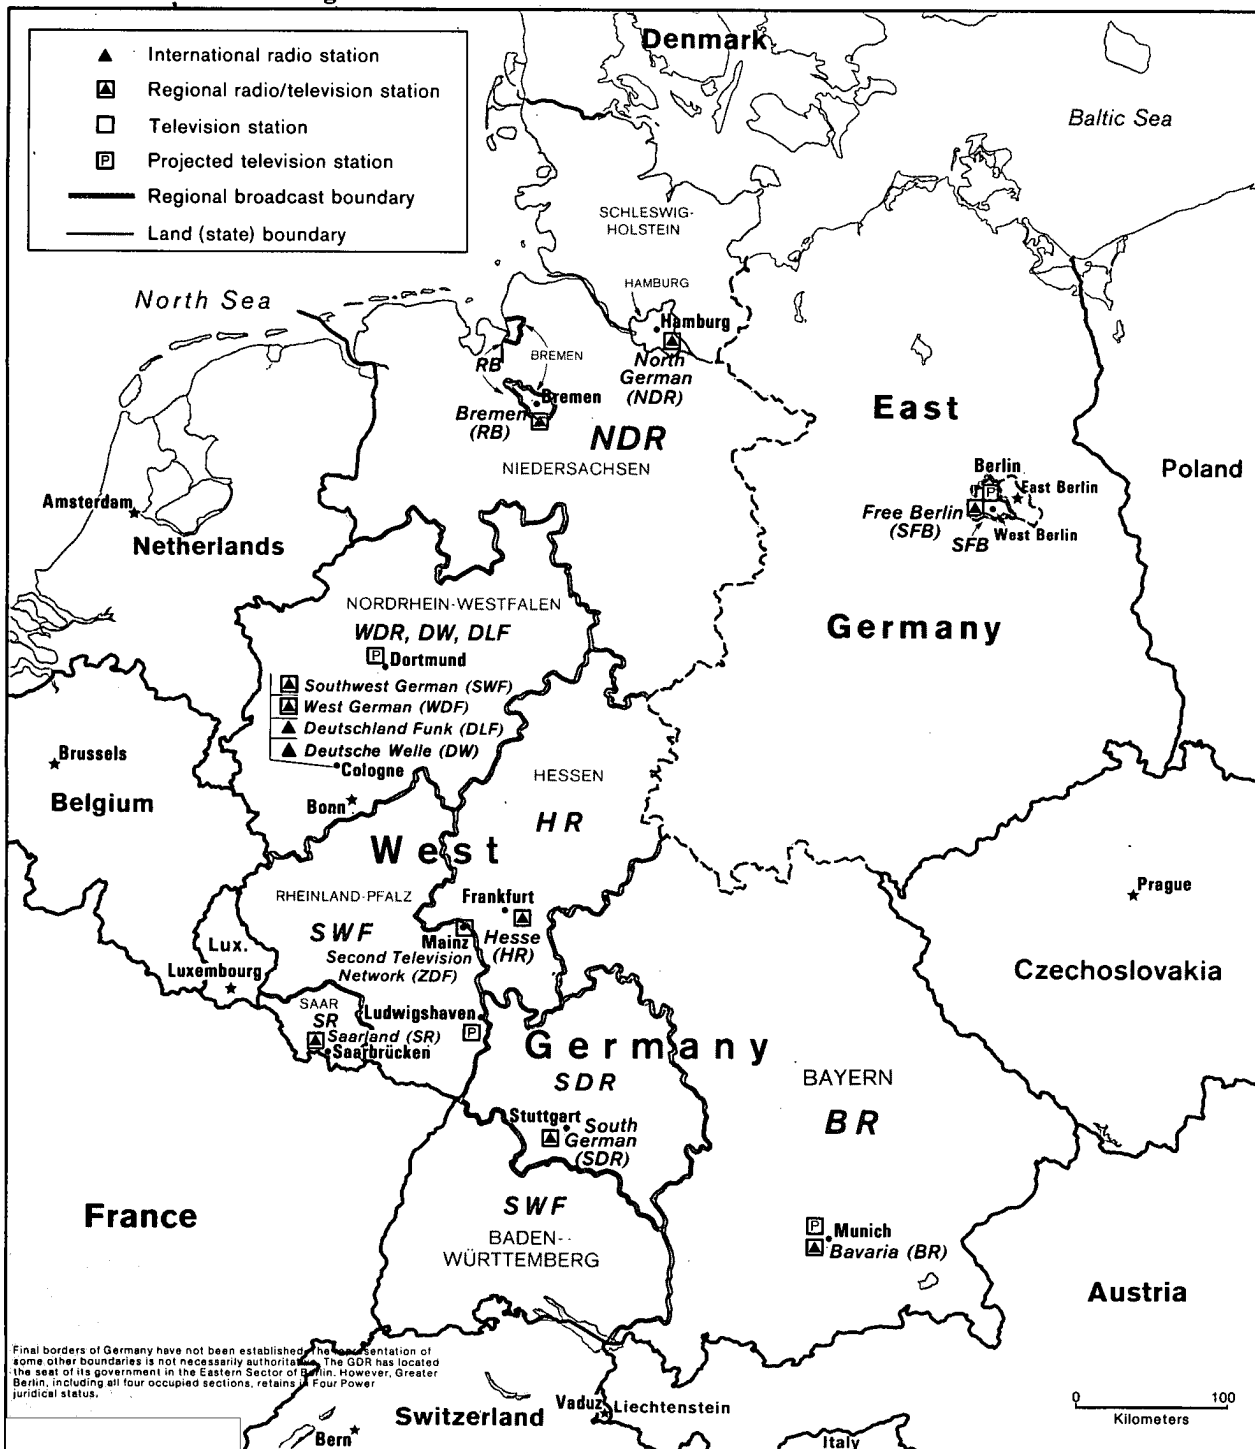 International radio station
Regional radio/television station
Television station
P
Projected television station
Regional broadcast boundary
Land (state) boundary
Denmark
Baltic Sea
North Sea
SCHLESWIG-
HOLSTEIN
HAMBURG
Hamburg
North
German
(NDR)
RB
BREMEN
Bremen
Bremen
(RB)
NDR
NIEDERSACHSEN
East
Germany
Poland
Berlin
P
East Berlin
Free Berlin
(SFB)
SFB
West Berlin
Amsterdam
Netherlands
NORDRHEIN-WESTFALEN
WDR, DW, DLF
P
Dortmund
Southwest German (SWF)
West German (WDF)
Deutschland Funk (DLF)
Deutsche Welle (DW)
Cologne
Bonn
Brussels
Belgium
HESSEN
HR
West
Germany
RHEINLAND-PFALZ
SWF
Frankfurt
Mainz
Hesse
(HR)
Second Television
Network (ZDF)
Lux.
Luxembourg
SAAR
SR
Saarland (SR)
Saarbrücken
Ludwigshaven
P
SDR
Stuttgart
South
German
(SDR)
SWF
BADEN-
WÜRTTEMBERG
BAYERN
BR
P
Munich
Bavaria (BR)
Prague
Czechoslovakia
France
Austria
Final borders of Germany have not been established. The representation of
some other boundaries is not necessarily authoritative. The GDR has located
the seat of its government in the Eastern Sector of Berlin. However, Greater
Berlin, including all four occupied sections, retains its Four Power
juridical status.
Switzerland
Bern
Vaduz
Liechtenstein
Italy
0 100
Kilometers